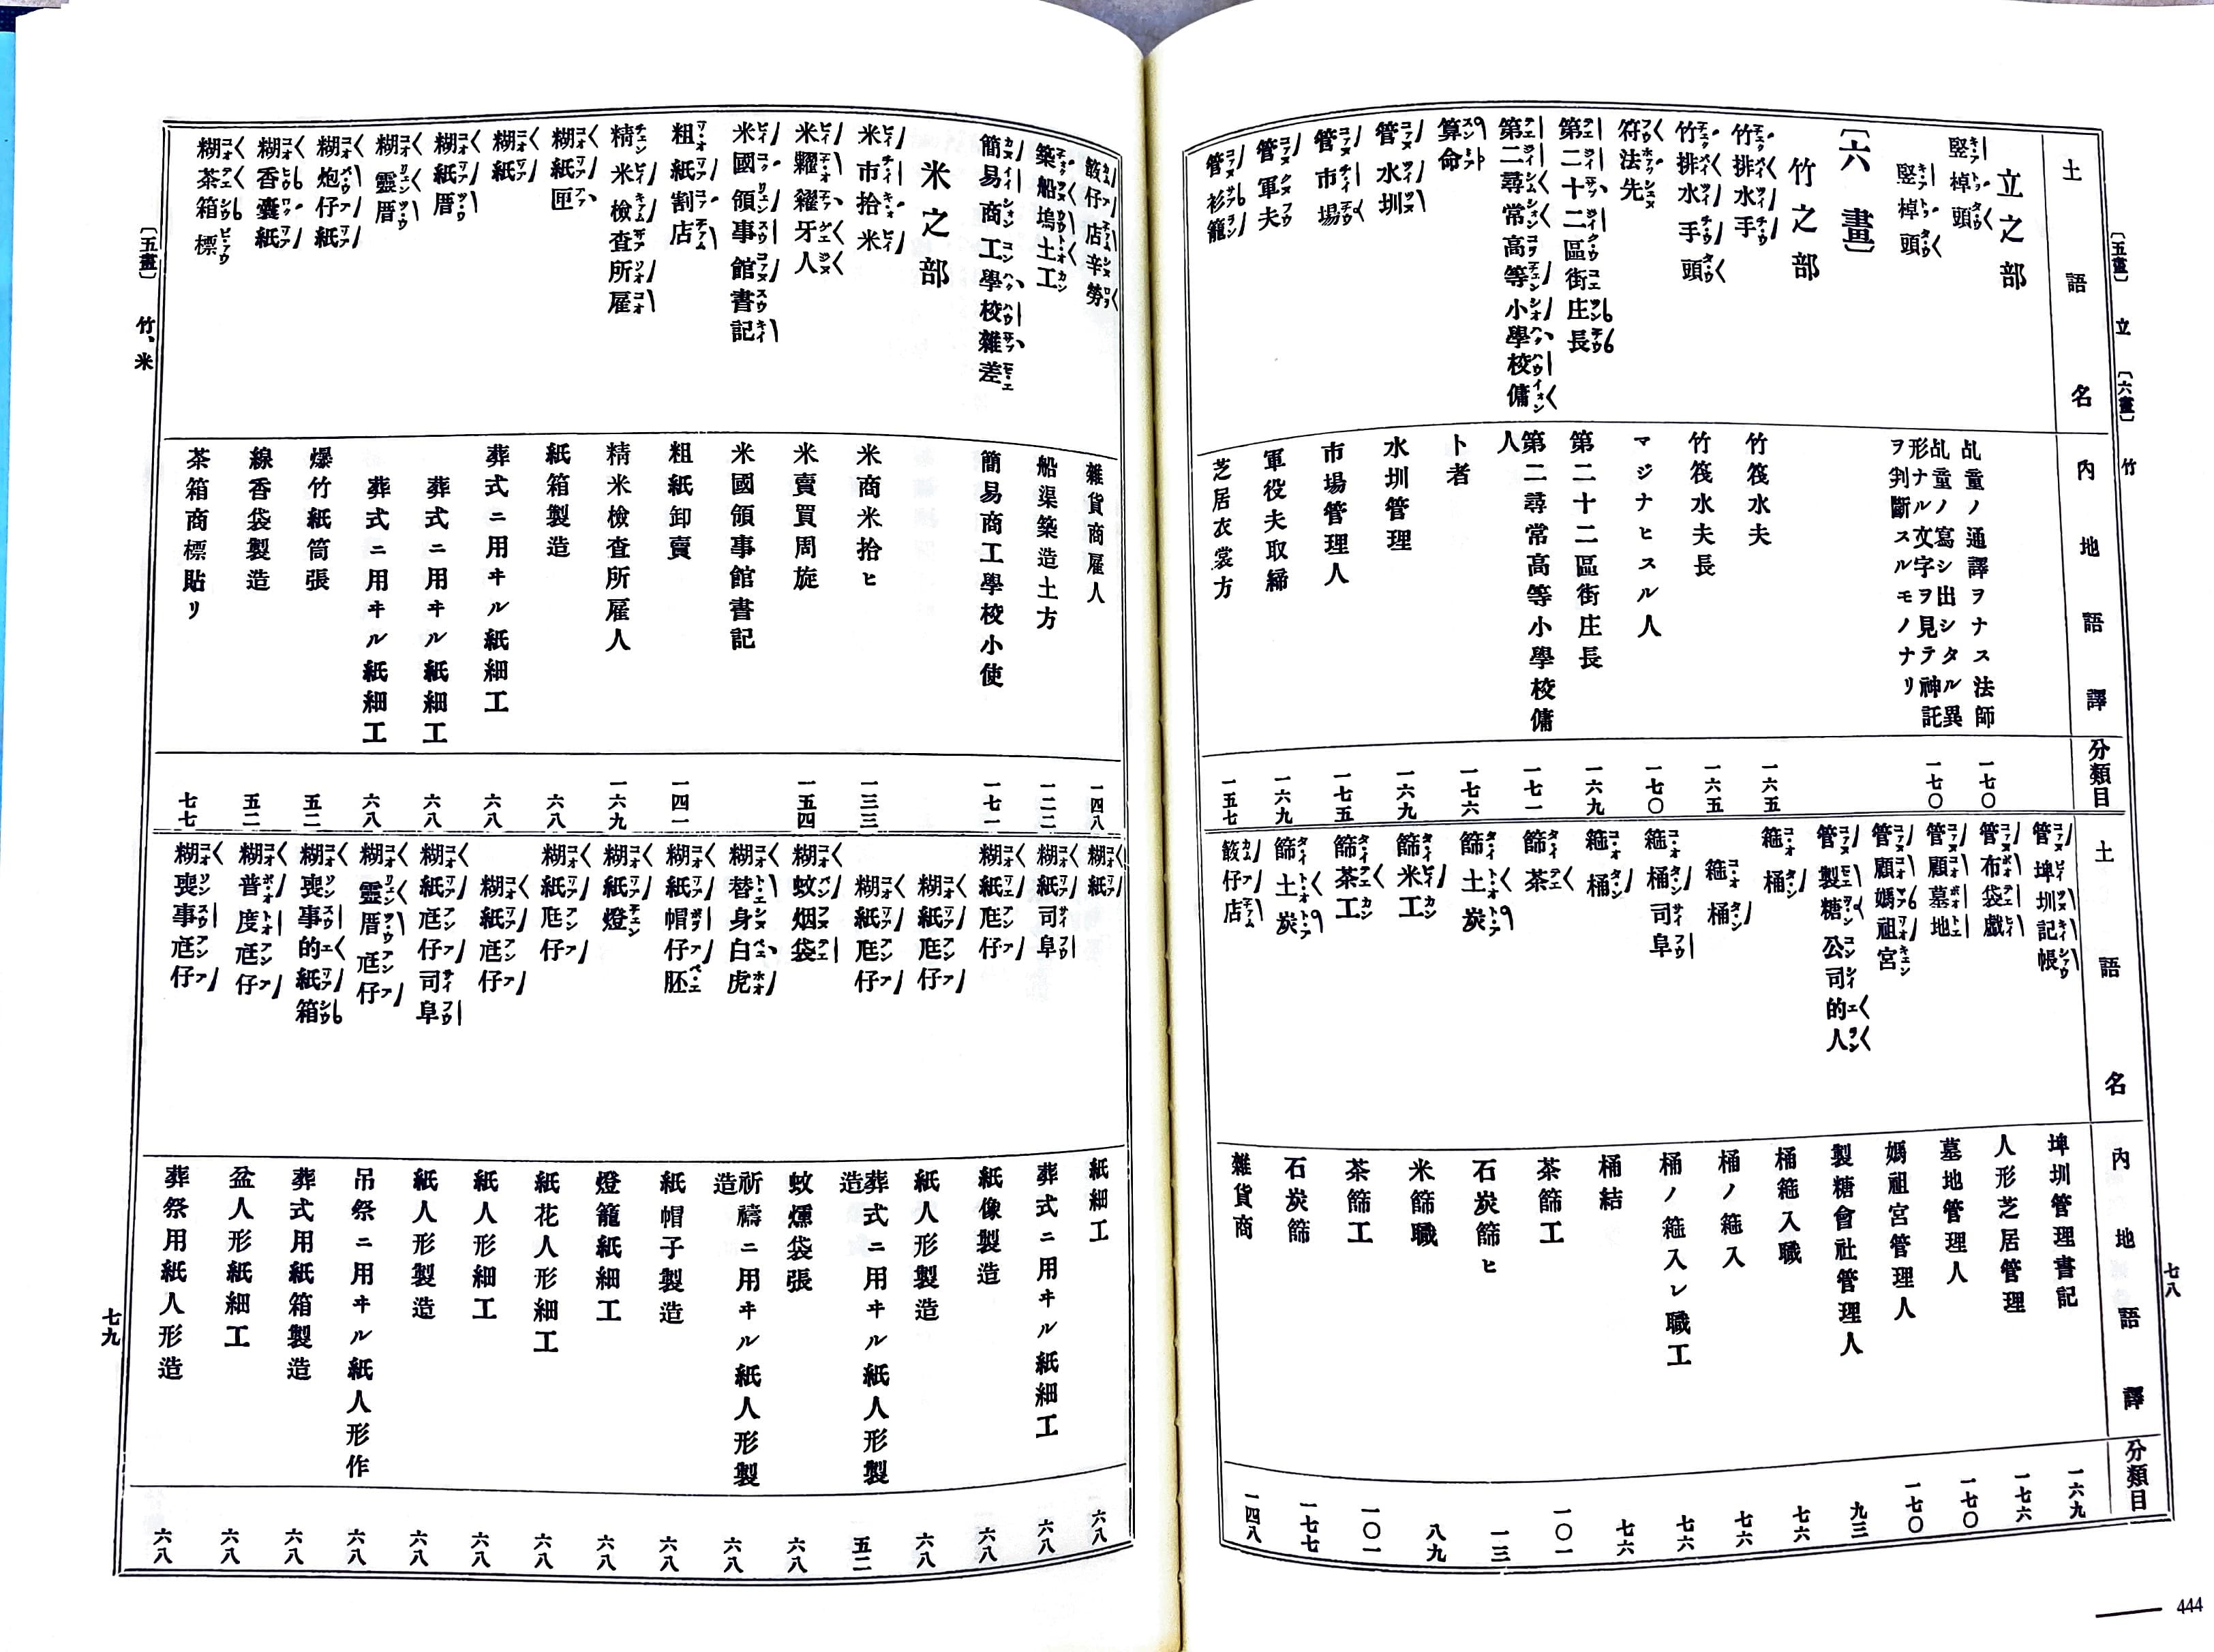 〔五畫〕 立 〔六畫〕 竹
七八
土語名 內地語譯 分類目
立之部
竪棹頭 乩童ノ通譯ヲナス法師 一七〇
竪棹頭 乩童ノ寫シ出シタル異
形ナル文字ヲ見テ神託
ヲ判斷スルモノナリ 一七〇
〔六畫〕
竹之部
竹排水手 竹筏水夫 一六五
竹排水手頭 竹筏水夫長 一六五
符法先 マジナヒスル人 一七〇
第二十二區街庄長 第二十二區街庄長 一六九
第二尋常高等小學校傭 第二尋常高等小學校傭
人 一七一
算命 卜者 一七六
管水圳 水圳管理 一六九
管市場 市場管理人 一七五
管軍夫 軍役夫取締 一六九
管衫籠 芝居衣裳方 一五七
土語名 內地語譯 分類目
管埤圳記帳 埤圳管理書記 一六九
管布袋戲 人形芝居管理 一七六
管顧墓地 墓地管理人 一七〇
管顧媽祖宮 媽祖宮管理人 一七〇
管製糖公司的人 製糖會社管理人 九三
箍桶 桶箍入職 七六
箍桶 桶ノ箍入 七六
箍桶司阜 桶ノ箍入レ職工 七六
箍桶 桶結 七六
篩茶 茶篩工 一〇一
篩土炭 石炭篩ヒ 一三
篩米工 米篩職 八九
篩茶工 茶篩工 一〇一
篩土炭 石炭篩 一七七
𥴊仔店 雜貨商 一四八
444
𥴊仔店辛勞 雜貨商雇人 一四八
築船塢土工 船渠築造土方 一二二
簡易商工學校雜差 簡易商工學校小使 一七一
米之部
米市拾米 米商米拾ヒ 一三三
米糶糴牙人 米賣買周旋 一五四
米國領事館書記 米國領事館書記
粗紙割店 粗紙卸賣 一四一
精米檢査所雇 精米檢査所雇人 一六九
糊紙匣 紙箱製造 六八
糊紙 葬式ニ用ヰル紙細工 六八
糊紙厝 葬式ニ用ヰル紙細工 六八
糊靈厝 葬式ニ用ヰル紙細工 六八
糊炮仔紙 爆竹紙筒張 五二
糊香囊紙 線香袋製造 五二
糊茶箱標 茶箱商標貼リ 七七
糊紙 紙細工 六八
糊紙司阜 葬式ニ用ヰル紙細工 六八
糊紙尫仔 紙像製造 六八
糊紙尫仔 紙人形製造 六八
糊紙尫仔 葬式ニ用ヰル紙人形製
造 五二
糊蚊烟袋 蚊燻袋張 六八
糊替身白虎 祈禱ニ用ヰル紙人形製
造 六八
糊紙帽仔胚 紙帽子製造 六八
糊紙燈 燈籠紙細工 六八
糊紙尫仔 紙花人形細工 六八
糊紙尫仔 紙人形細工 六八
糊紙尫仔司阜 紙人形製造 六八
糊靈厝尫仔 吊祭ニ用ヰル紙人形作 六八
糊喪事的紙箱 葬式用紙箱製造 六八
糊普度尫仔 盆人形紙細工 六八
糊喪事尫仔 葬祭用紙人形造 六八
〔五畫〕 竹、米
七九